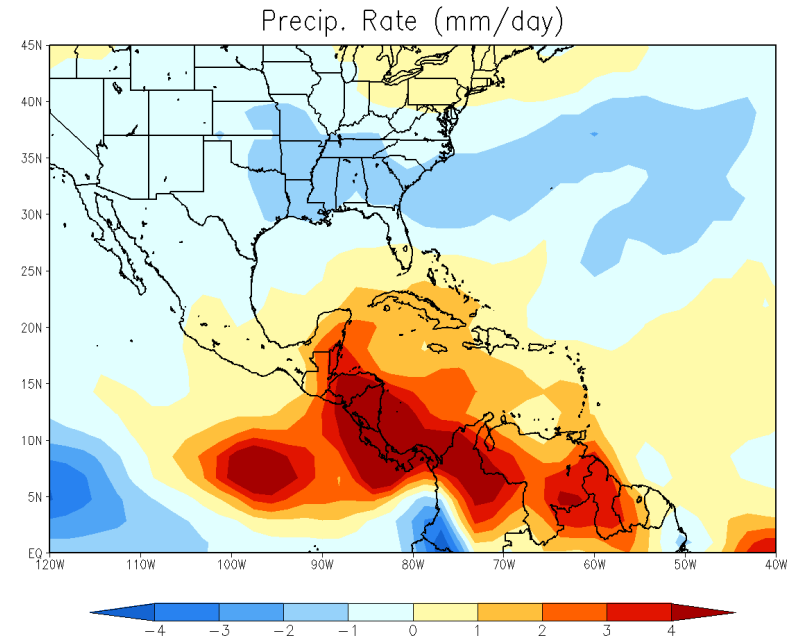 Precip. Rate (mm/day)
45N
40N
35N
30N
25N
20N
15N
10N
5N
EQ
120W 110W 100W 90W 80W 70W 60W 50W 40W
−4 −3 −2 −1 0 1 2 3 4